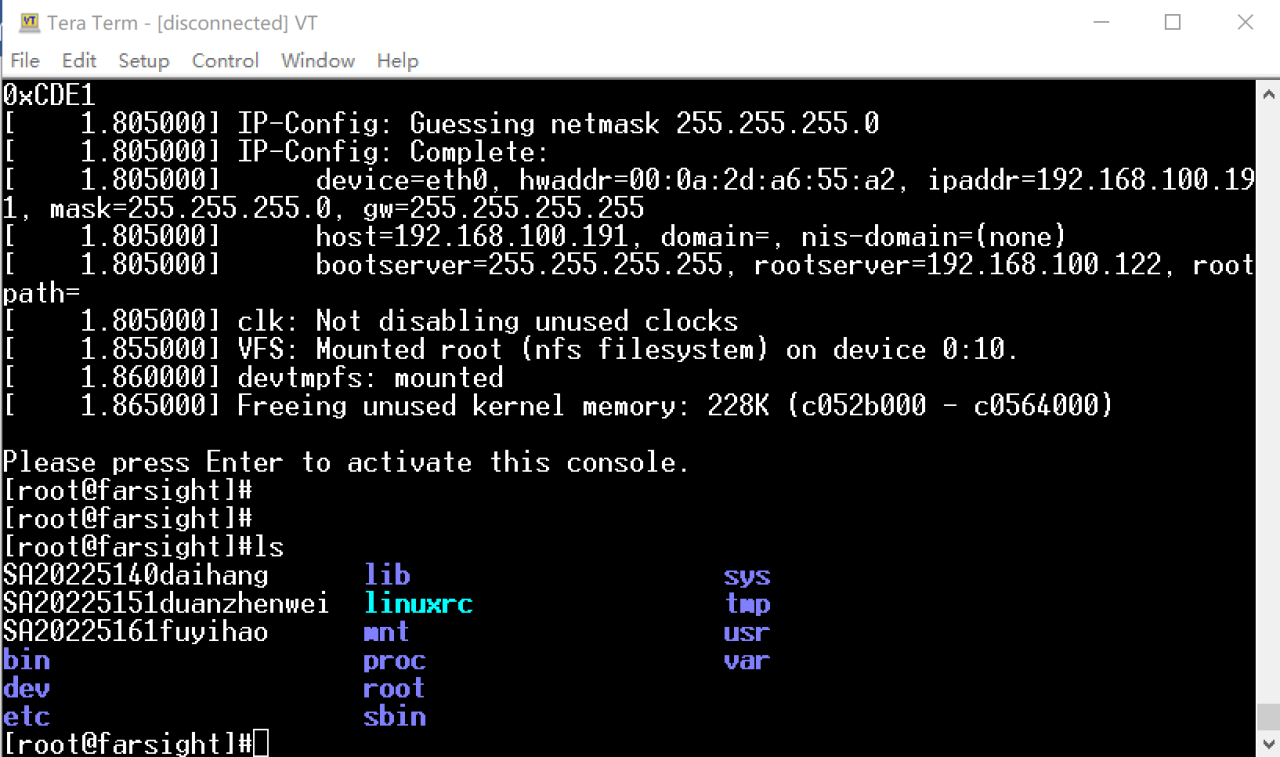 Tera Term - [disconnected] VT
File Edit Setup Control Window Help
0xCDE1
[    1.805000] IP-Config: Guessing netmask 255.255.255.0
[    1.805000] IP-Config: Complete:
[    1.805000]      device=eth0, hwaddr=00:0a:2d:a6:55:a2, ipaddr=192.168.100.19
1, mask=255.255.255.0, gw=255.255.255.255
[    1.805000]      host=192.168.100.191, domain=, nis-domain=(none)
[    1.805000]      bootserver=255.255.255.255, rootserver=192.168.100.122, root
path=
[    1.805000] clk: Not disabling unused clocks
[    1.855000] VFS: Mounted root (nfs filesystem) on device 0:10.
[    1.860000] devtmpfs: mounted
[    1.865000] Freeing unused kernel memory: 228K (c052b000 - c0564000)
Please press Enter to activate this console.
[root@farsight]#
[root@farsight]#
[root@farsight]#ls
SA20225140daihang      lib                    sys
SA20225151duanzhenwei  linuxrc                tmp
SA20225161fuyihao      mnt                    usr
bin                    proc                   var
dev                    root
etc                    sbin
[root@farsight]#